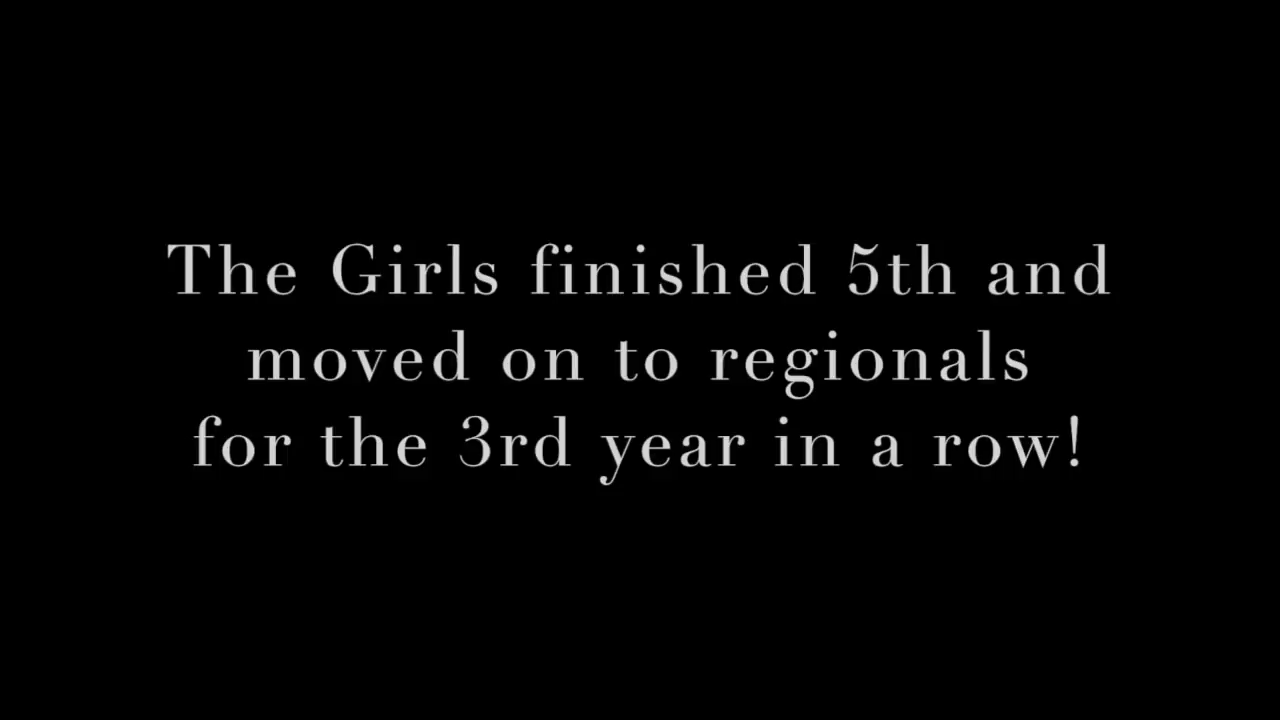 The Girls finished 5th and
moved on to regionals
for the 3rd year in a row!